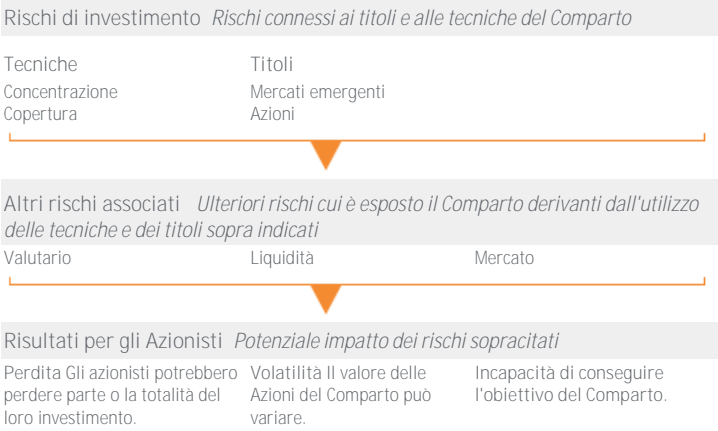 Rischi di investimento Rischi connessi ai titoli e alle tecniche del Comparto
Tecniche Titoli
Concentrazione Mercati emergenti
Copertura Azioni
Altri rischi associati Ulteriori rischi cui è esposto il Comparto derivanti dall'utilizzo
delle tecniche e dei titoli sopra indicati
Valutario Liquidità Mercato
Risultati per gli Azionisti Potenziale impatto dei rischi sopracitati
Perdita Gli azionisti potrebbero Volatilità Il valore delle Incapacità di conseguire
perdere parte o la totalità del Azioni del Comparto può l'obiettivo del Comparto.
loro investimento. variare.